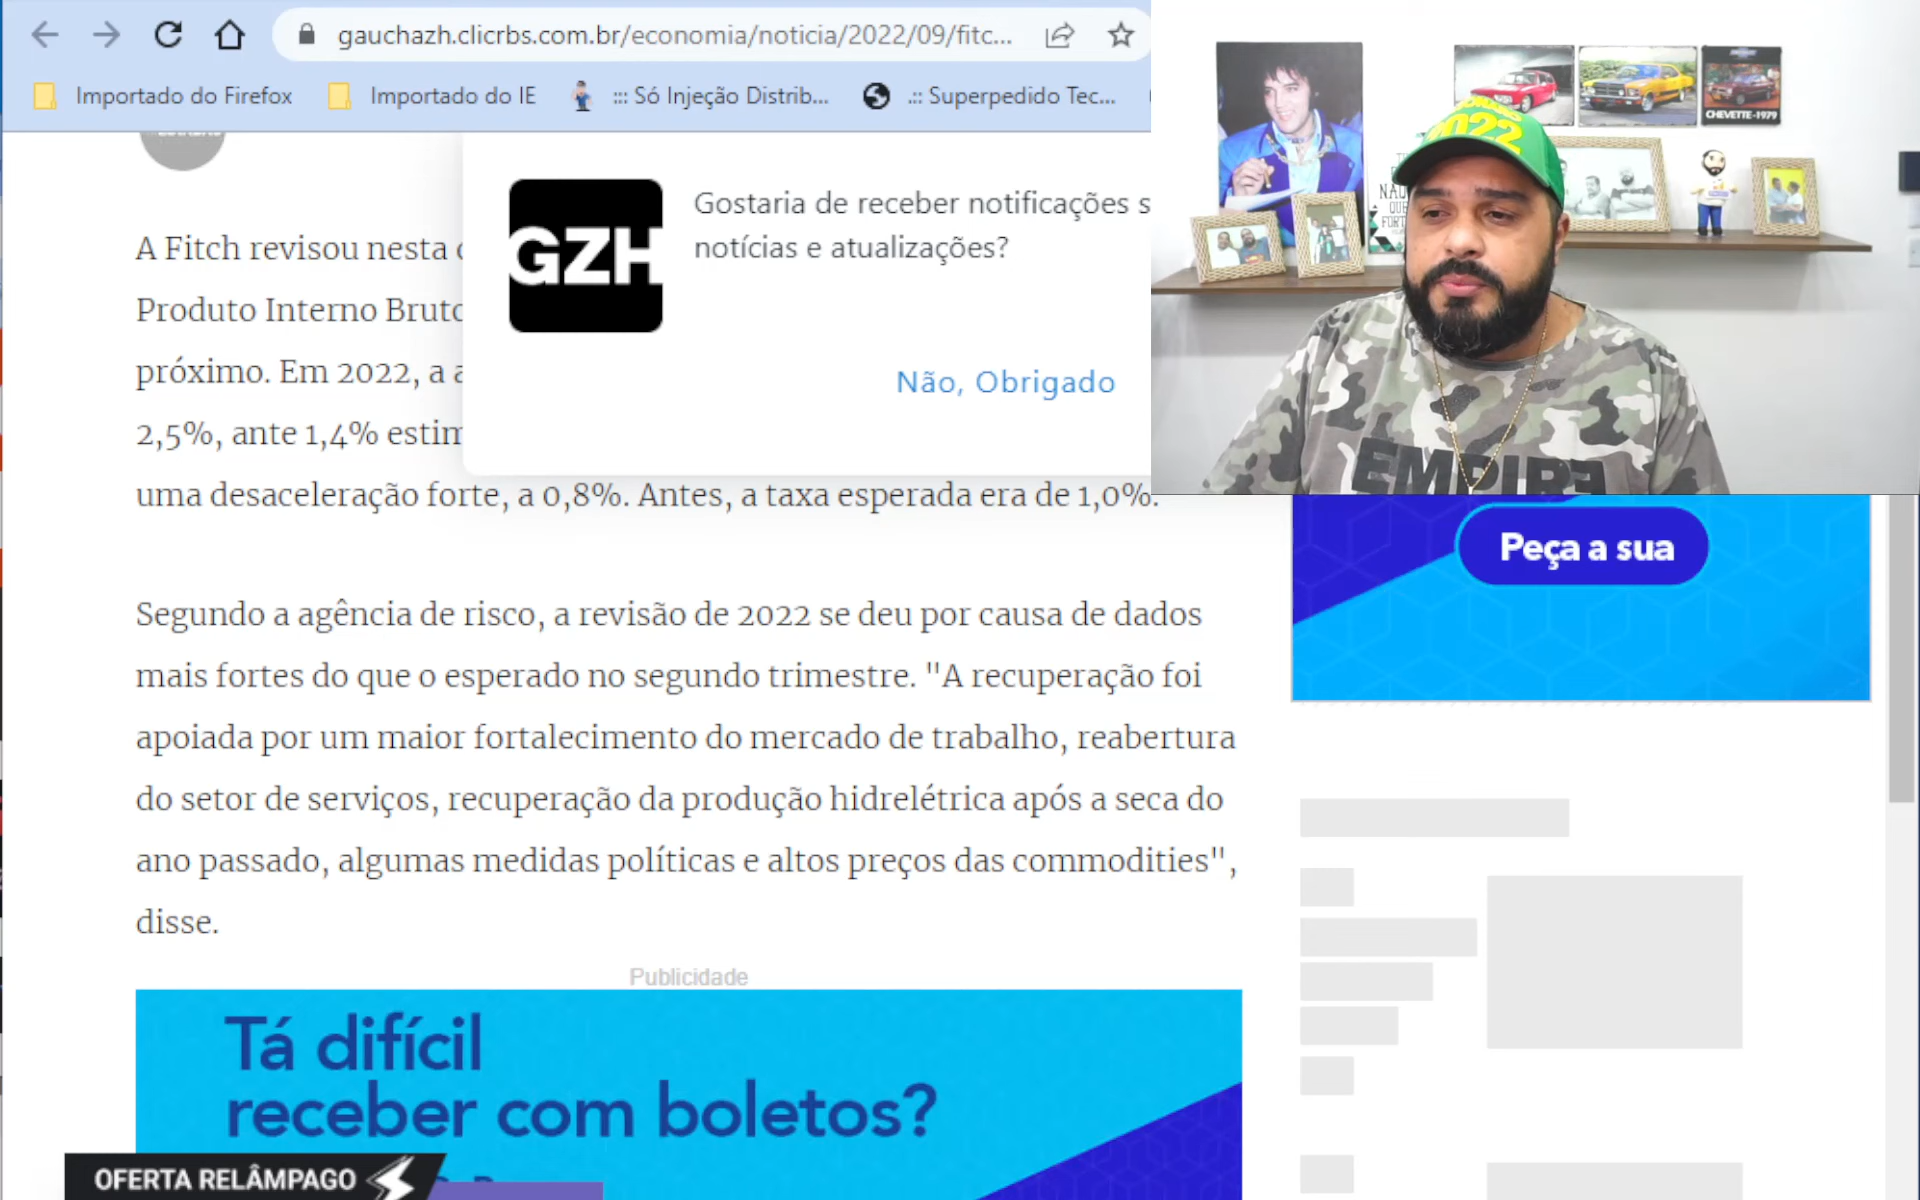 gauchazh.clicrbs.com.br/economia/noticia/2022/09/fitc...
Importado do Firefox
Importado do IE
::: Só Injeção Distrib...
.:: Superpedido Tec...
GZH
Gostaria de receber notificações s
notícias e atualizações?
Não, Obrigado
A Fitch revisou nesta
Produto Interno Bruto
próximo. Em 2022, a a
2,5%, ante 1,4% estim
uma desaceleração forte, a 0,8%. Antes, a taxa esperada era de 1,0%.
Segundo a agência de risco, a revisão de 2022 se deu por causa de dados
mais fortes do que o esperado no segundo trimestre. "A recuperação foi
apoiada por um maior fortalecimento do mercado de trabalho, reabertura
do setor de serviços, recuperação da produção hidrelétrica após a seca do
ano passado, algumas medidas políticas e altos preços das commodities",
disse.
Publicidade
Tá difícil
receber com boletos?
OFERTA RELÂMPAGO
CHEVETTE-1979
2022
NÃO
QUE
FORT
EMPIRE
Peça a sua